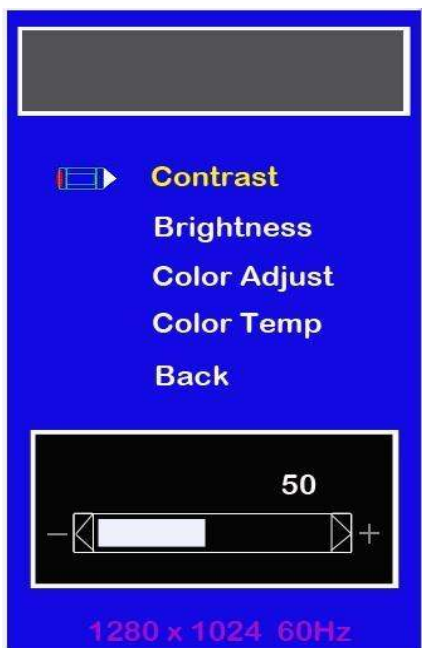 Contrast
Brightness
Color Adjust
Color Temp
Back
50
- +
1280 x 1024 60Hz